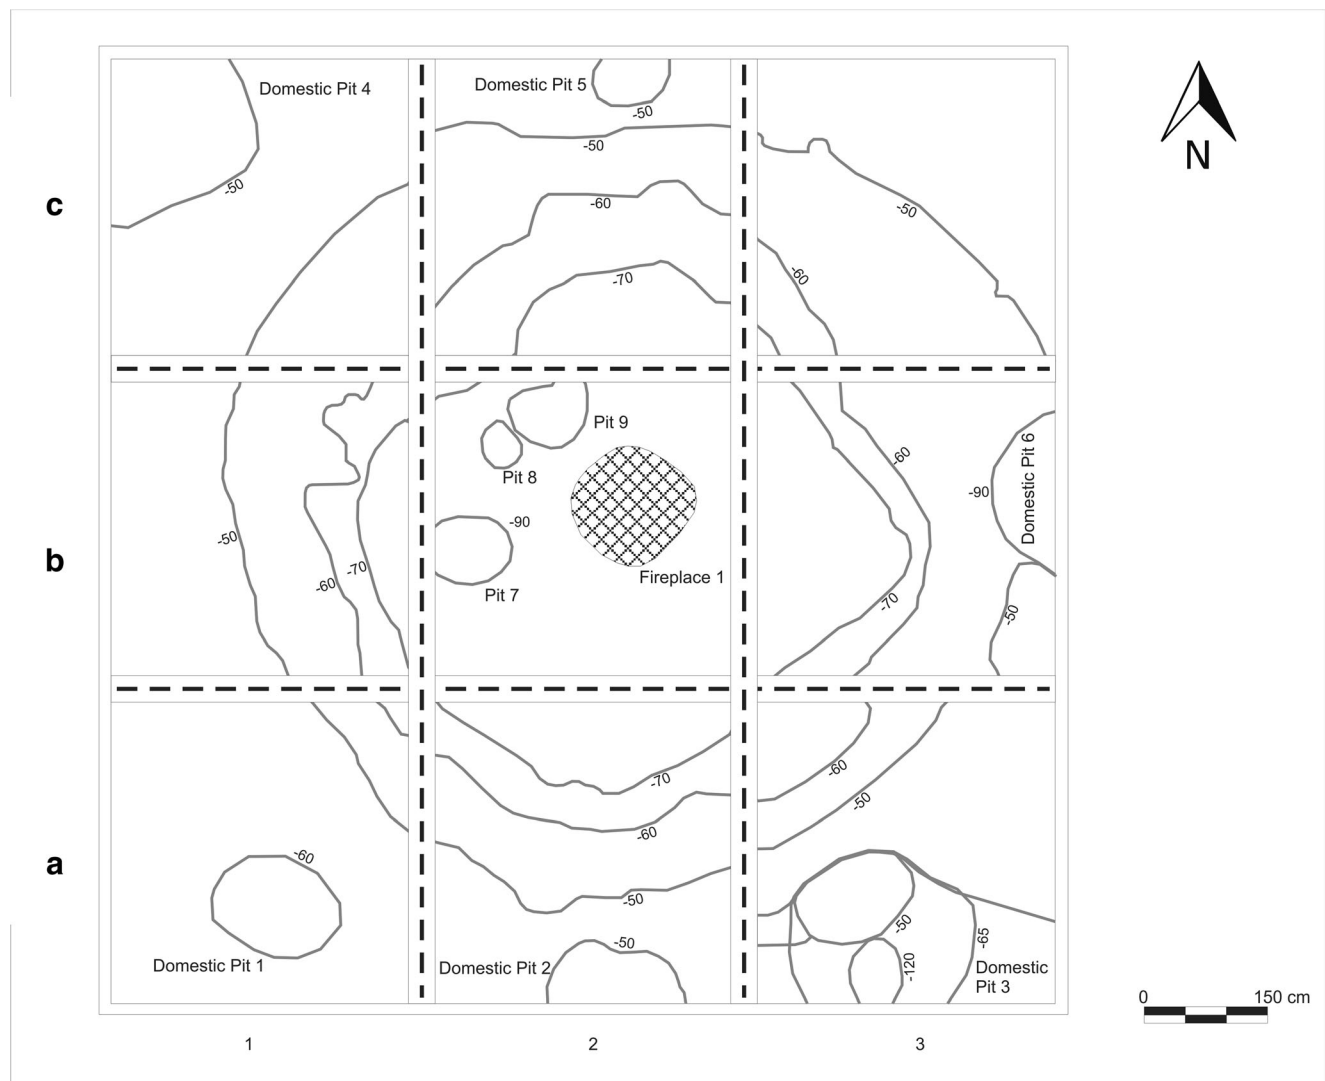 Domestic Pit 4
Domestic Pit 5
-50
-50
-50
N
c
-60
-50
-60
-70
Pit 9
Pit 8
-60
Domestic Pit 6
-90
-90
-50
b
-60
-70
Fireplace 1
Pit 7
-70
-50
-70
-60
-50
-60
a
-60
-50
-50
-50
-65
-120
Domestic Pit 1
Domestic Pit 2
Domestic
Pit 3
0 150 cm
1 2 3